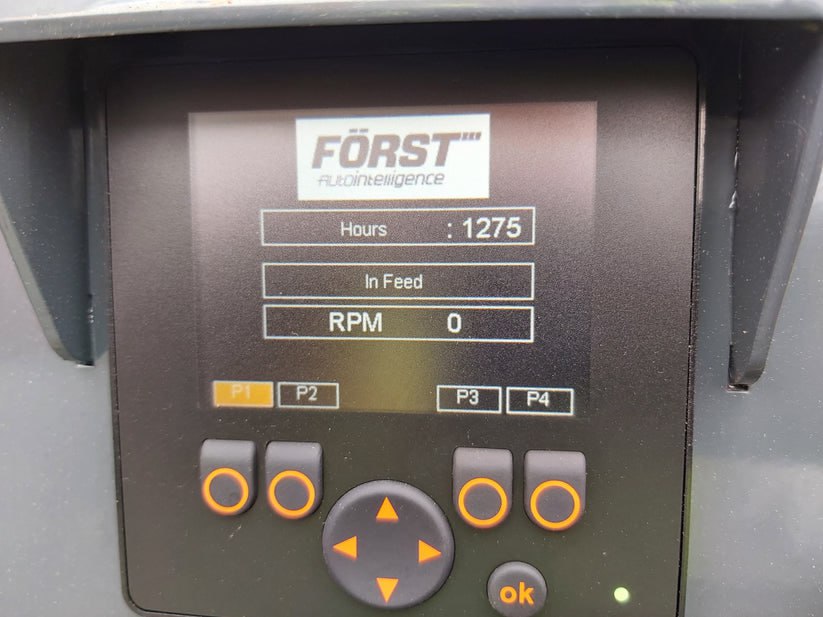 FÖRST
AUtointelligence
Hours : 1275
In Feed
RPM 0
P1 P2 P3 P4
ok